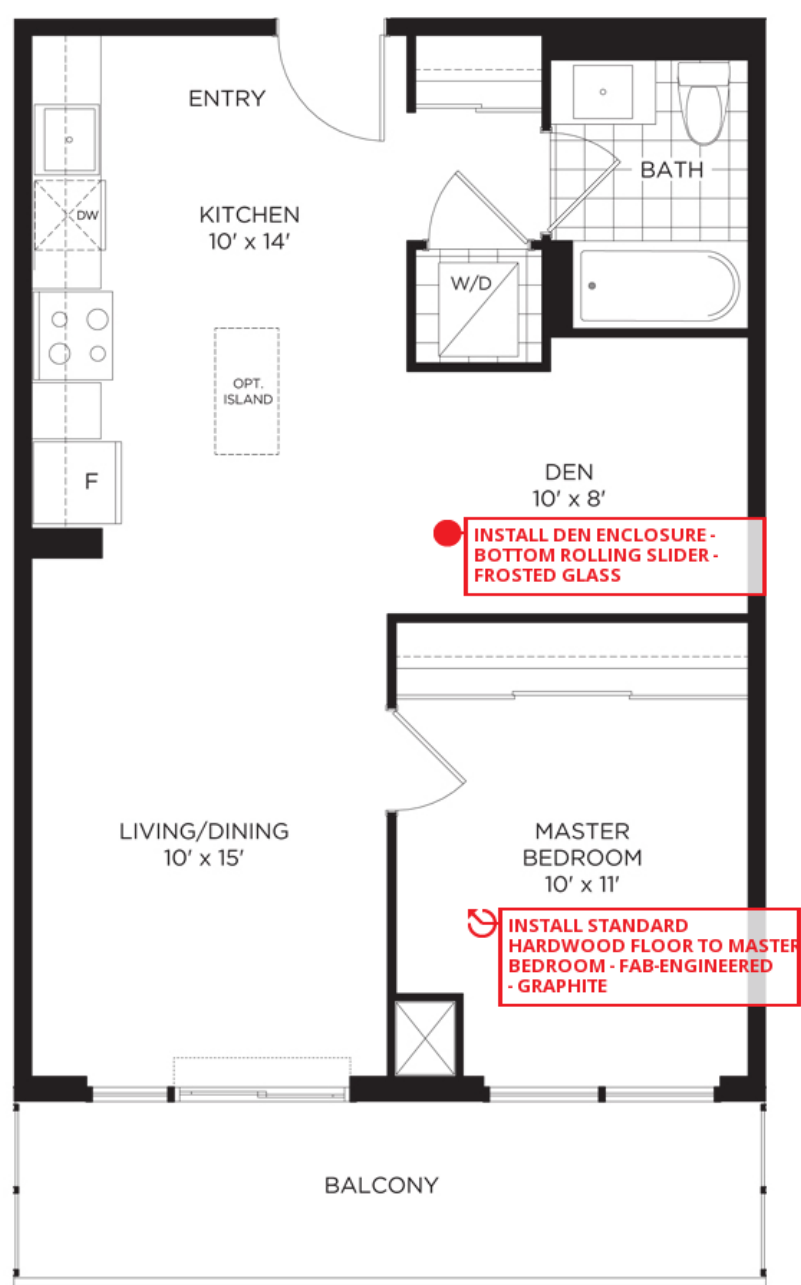 ENTRY
BATH
DW
KITCHEN
10' x 14'
W/D
OPT.
ISLAND
F
DEN
10' x 8'
INSTALL DEN ENCLOSURE -
BOTTOM ROLLING SLIDER -
FROSTED GLASS
LIVING/DINING
10' x 15'
MASTER
BEDROOM
10' x 11'
INSTALL STANDARD
HARDWOOD FLOOR TO MASTER
BEDROOM - FAB-ENGINEERED
- GRAPHITE
BALCONY